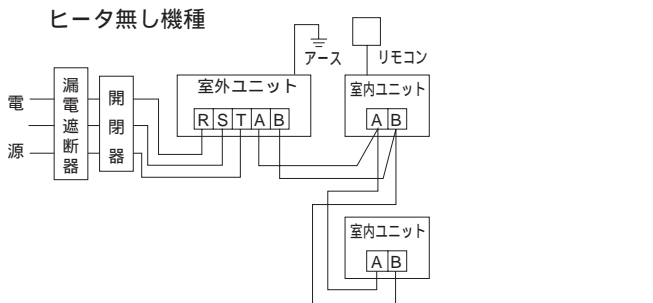 ヒータ無し機種
アース
リモコン
電源
漏電遮断器
開閉器
室外ユニット
R S T A B
室内ユニット
A B
室内ユニット
A B